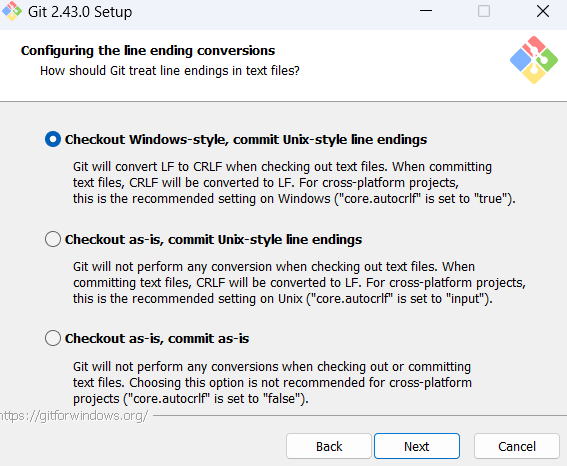 Git 2.43.0 Setup
Configuring the line ending conversions
How should Git treat line endings in text files?
Checkout Windows-style, commit Unix-style line endings
Git will convert LF to CRLF when checking out text files. When committing
text files, CRLF will be converted to LF. For cross-platform projects,
this is the recommended setting on Windows ("core.autocrlf" is set to "true").
Checkout as-is, commit Unix-style line endings
Git will not perform any conversion when checking out text files. When
committing text files, CRLF will be converted to LF. For cross-platform projects,
this is the recommended setting on Unix ("core.autocrlf" is set to "input").
Checkout as-is, commit as-is
Git will not perform any conversions when checking out or committing
text files. Choosing this option is not recommended for cross-platform
projects ("core.autocrlf" is set to "false").
https://gitforwindows.org/
Back Next Cancel